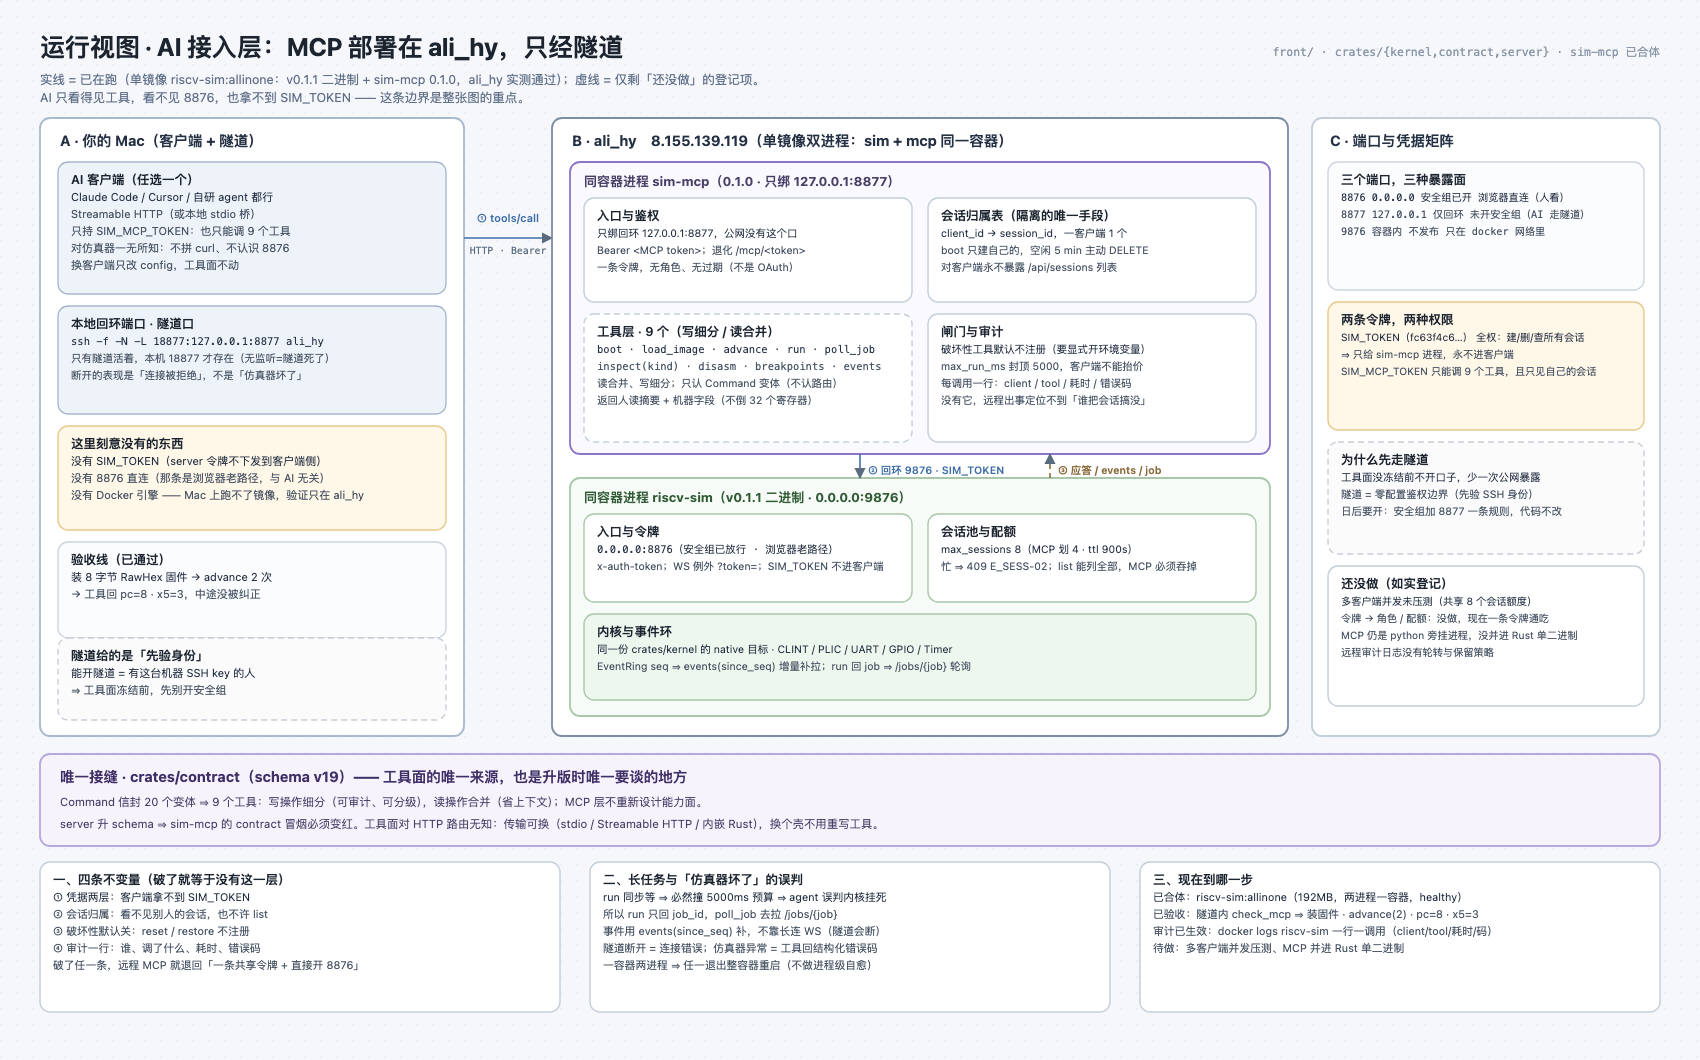 运行视图 · AI 接入层：MCP 部署在 ali_hy，只经隧道
front/ · crates/{kernel,contract,server} · sim-mcp 已合体
实线 = 已在跑（单镜像 riscv-sim:allinone：v0.1.1 二进制 + sim-mcp 0.1.0，ali_hy 实测通过）；虚线 = 仅剩「还没做」的登记项。
AI 只看得见工具，看不见 8876，也拿不到 SIM_TOKEN —— 这条边界是整张图的重点。
A · 你的 Mac（客户端 + 隧道）
AI 客户端（任选一个）
Claude Code / Cursor / 自研 agent 都行
Streamable HTTP（或本地 stdio 桥）
只持 SIM_MCP_TOKEN：也只能调 9 个工具
对仿真器一无所知：不拼 curl、不认识 8876
换客户端只改 config，工具面不动
本地回环端口 · 隧道口
ssh -f -N -L 18877:127.0.0.1:8877 ali_hy
只有隧道活着，本机 18877 才存在（无监听=隧道死了）
断开的表现是「连接被拒绝」，不是「仿真器坏了」
这里刻意没有的东西
没有 SIM_TOKEN（server 令牌不下发到客户端侧）
没有 8876 直连（那条是浏览器老路径，与 AI 无关）
没有 Docker 引擎 —— Mac 上跑不了镜像，验证只在 ali_hy
验收线（已通过）
装 8 字节 RawHex 固件 → advance 2 次
→ 工具回 pc=8 · x5=3，中途没被纠正
隧道给的是「先验身份」
能开隧道 = 有这台机器 SSH key 的人
⇒ 工具面冻结前，先别开安全组
① tools/call
HTTP · Bearer
B · ali_hy 8.155.139.119（单镜像双进程：sim + mcp 同一容器）
同容器进程 sim-mcp（0.1.0 · 只绑 127.0.0.1:8877）
入口与鉴权
只绑回环 127.0.0.1:8877，公网没有这个口
Bearer <MCP token>；退化 /mcp/<token>
一条令牌，无角色、无过期（不是 OAuth）
会话归属表（隔离的唯一手段）
client_id → session_id，一客户端 1 个
boot 只建自己的，空闲 5 min 主动 DELETE
对客户端永不暴露 /api/sessions 列表
工具层 · 9 个（写细分 / 读合并）
boot · load_image · advance · run · poll_job
inspect(kind) · disasm · breakpoints · events
读合并、写细分；只认 Command 变体（不认路由）
返回人读摘要 + 机器字段（不倒 32 个寄存器）
闸门与审计
破坏性工具默认不注册（要显式开环境变量）
max_run_ms 封顶 5000，客户端不能抬价
每调用一行：client / tool / 耗时 / 错误码
没有它，远程出事定位不到「谁把会话搞没」
② 回环 9876 · SIM_TOKEN
③ 应答 / events / job
同容器进程 riscv-sim（v0.1.1 二进制 · 0.0.0.0:9876）
入口与令牌
0.0.0.0:8876（安全组已放行 · 浏览器老路径）
x-auth-token；WS 例外 ?token=；SIM_TOKEN 不进客户端
会话池与配额
max_sessions 8（MCP 划 4 · ttl 900s）
忙 ⇒ 409 E_SESS-02；list 能列全部，MCP 必须吞掉
内核与事件环
同一份 crates/kernel 的 native 目标 · CLINT / PLIC / UART / GPIO / Timer
EventRing seq ⇒ events(since_seq) 增量补拉；run 回 job ⇒ /jobs/{job} 轮询
C · 端口与凭据矩阵
三个端口，三种暴露面
8876 0.0.0.0 安全组已开 浏览器直连（人看）
8877 127.0.0.1 仅回环 未开安全组（AI 走隧道）
9876 容器内 不发布 只在 docker 网络里
两条令牌，两种权限
SIM_TOKEN（fc63f4c6…） 全权：建/删/查所有会话
⇒ 只给 sim-mcp 进程，永不进客户端
SIM_MCP_TOKEN 只能调 9 个工具，且只见自己的会话
为什么先走隧道
工具面没冻结前不开口子，少一次公网暴露
隧道 = 零配置鉴权边界（先验 SSH 身份）
日后要开：安全组加 8877 一条规则，代码不改
还没做（如实登记）
多客户端并发未压测（共享 8 个会话额度）
令牌 → 角色 / 配额：没做，现在一条令牌通吃
MCP 仍是 python 旁挂进程，没并进 Rust 单二进制
远程审计日志没有轮转与保留策略
唯一接缝 · crates/contract（schema v19）—— 工具面的唯一来源，也是升版时唯一要谈的地方
Command 信封 20 个变体 ⇒ 9 个工具：写操作细分（可审计、可分级），读操作合并（省上下文）；MCP 层不重新设计能力面。
server 升 schema ⇒ sim-mcp 的 contract 冒烟必须变红。工具面对 HTTP 路由无知：传输可换（stdio / Streamable HTTP / 内嵌 Rust），换个壳不用重写工具。
一、四条不变量（破了就等于没有这一层）
① 凭据两层：客户端拿不到 SIM_TOKEN
② 会话归属：看不见别人的会话，也不许 list
③ 破坏性默认关：reset / restore 不注册
④ 审计一行：谁、调了什么、耗时、错误码
破了任一条，远程 MCP 就退回「一条共享令牌 + 直接开 8876」
二、长任务与「仿真器坏了」的误判
run 同步等 ⇒ 必然撞 5000ms 预算 ⇒ agent 误判内核挂死
所以 run 只回 job_id，poll_job 去拉 /jobs/{job}
事件用 events(since_seq) 补，不靠长连 WS（隧道会断）
隧道断开 = 连接错误；仿真器异常 = 工具回结构化错误码
一容器两进程 ⇒ 任一退出整容器重启（不做进程级自愈）
三、现在到哪一步
已合体：riscv-sim:allinone（192MB，两进程一容器，healthy）
已验收：隧道内 check_mcp ⇒ 装固件 · advance(2) · pc=8 · x5=3
审计已生效：docker logs riscv-sim 一行一调用（client/tool/耗时/码）
待做：多客户端并发压测、MCP 并进 Rust 单二进制